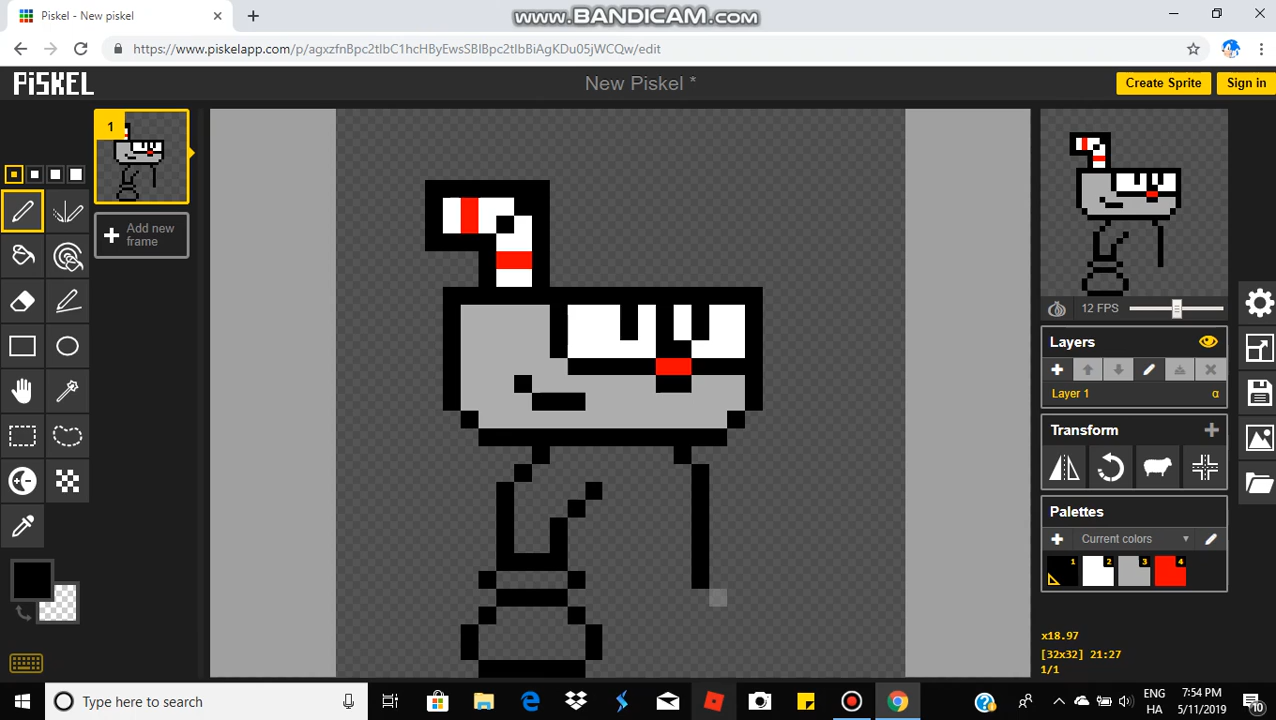 Piskel - New piskel
www.BANDICAM.com
https://www.piskelapp.com/p/agxzfnBpc2tlbC1hcHByEwsSBlBpc2tlbBiAgKDu05jWCQw/edit
PiSKEL
New Piskel *
Create Sprite
Sign in
1
Add new
frame
12 FPS
Layers
Layer 1
α
Transform
Palettes
Current colors
1 2 3 4
x18.97
[32x32] 21:27
1/1
Type here to search
ENG
HA
7:54 PM
5/11/2019
10